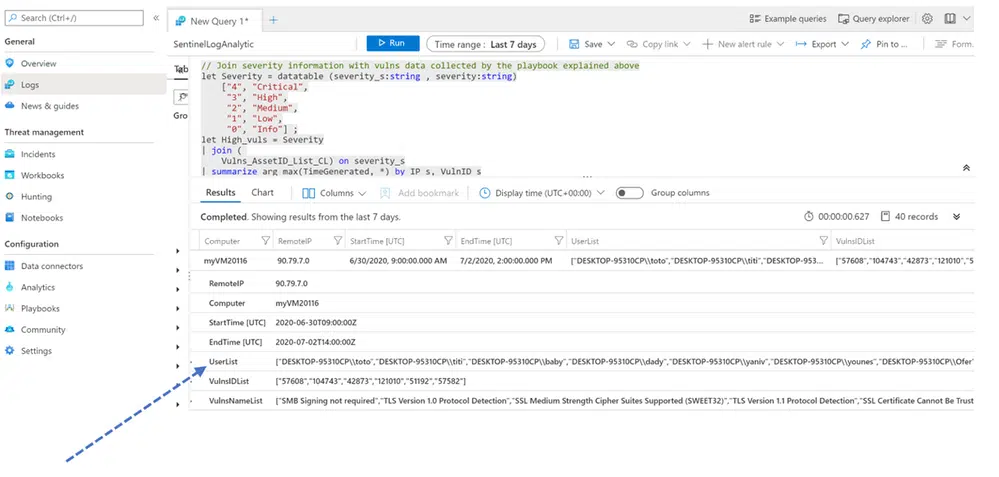 Search (Ctrl+/)
«
General
Overview
Logs
News & guides
Threat management
Incidents
Workbooks
Hunting
Notebooks
Configuration
Data connectors
Analytics
Playbooks
Community
Settings
New Query 1*
+
Example queries
Query explorer
SentinelLogAnalytic
Run
Time range : Last 7 days
Save
Copy link
New alert rule
Export
Pin to ...
Form.
Tab
Gro
// Join severity information with vulns data collected by the playbook explained above
let Severity = datatable (severity_s:string , severity:string)
["4", "Critical",
"3", "High",
"2", "Medium",
"1", "Low",
"0", "Info"] ;
let High_vuls = Severity
| join (
Vulns_AssetID_List_CL) on severity_s
| summarize arg_max(TimeGenerated, *) by IP_s, VulnID_s
Results
Chart
Columns
Add bookmark
Display time (UTC+00:00)
Group columns
Completed. Showing results from the last 7 days.
00:00:00.627
40 records
Computer RemoteIP StartTime [UTC] EndTime [UTC] UserList VulnsIDList
myVM20116 90.79.7.0 6/30/2020, 9:00:00.000 AM 7/2/2020, 2:00:00.000 PM ["DESKTOP-95310CP\\toto","DESKTOP-95310CP\\titi","DESKTOP-953... ["57608","104743","42873","121010","5
RemoteIP 90.79.7.0
Computer myVM20116
StartTime [UTC] 2020-06-30T09:00:00Z
EndTime [UTC] 2020-07-02T14:00:00Z
UserList ["DESKTOP-95310CP\\toto","DESKTOP-95310CP\\titi","DESKTOP-95310CP\\baby","DESKTOP-95310CP\\dady","DESKTOP-95310CP\\yaniv","DESKTOP-95310CP\\younes","DESKTOP-95310CP\\Ofer
VulnsIDList ["57608","104743","42873","121010","51192","57582"]
VulnsNameList ["SMB Signing not required","TLS Version 1.0 Protocol Detection","SSL Medium Strength Cipher Suites Supported (SWEET32)","TLS Version 1.1 Protocol Detection","SSL Certificate Cannot Be Trust